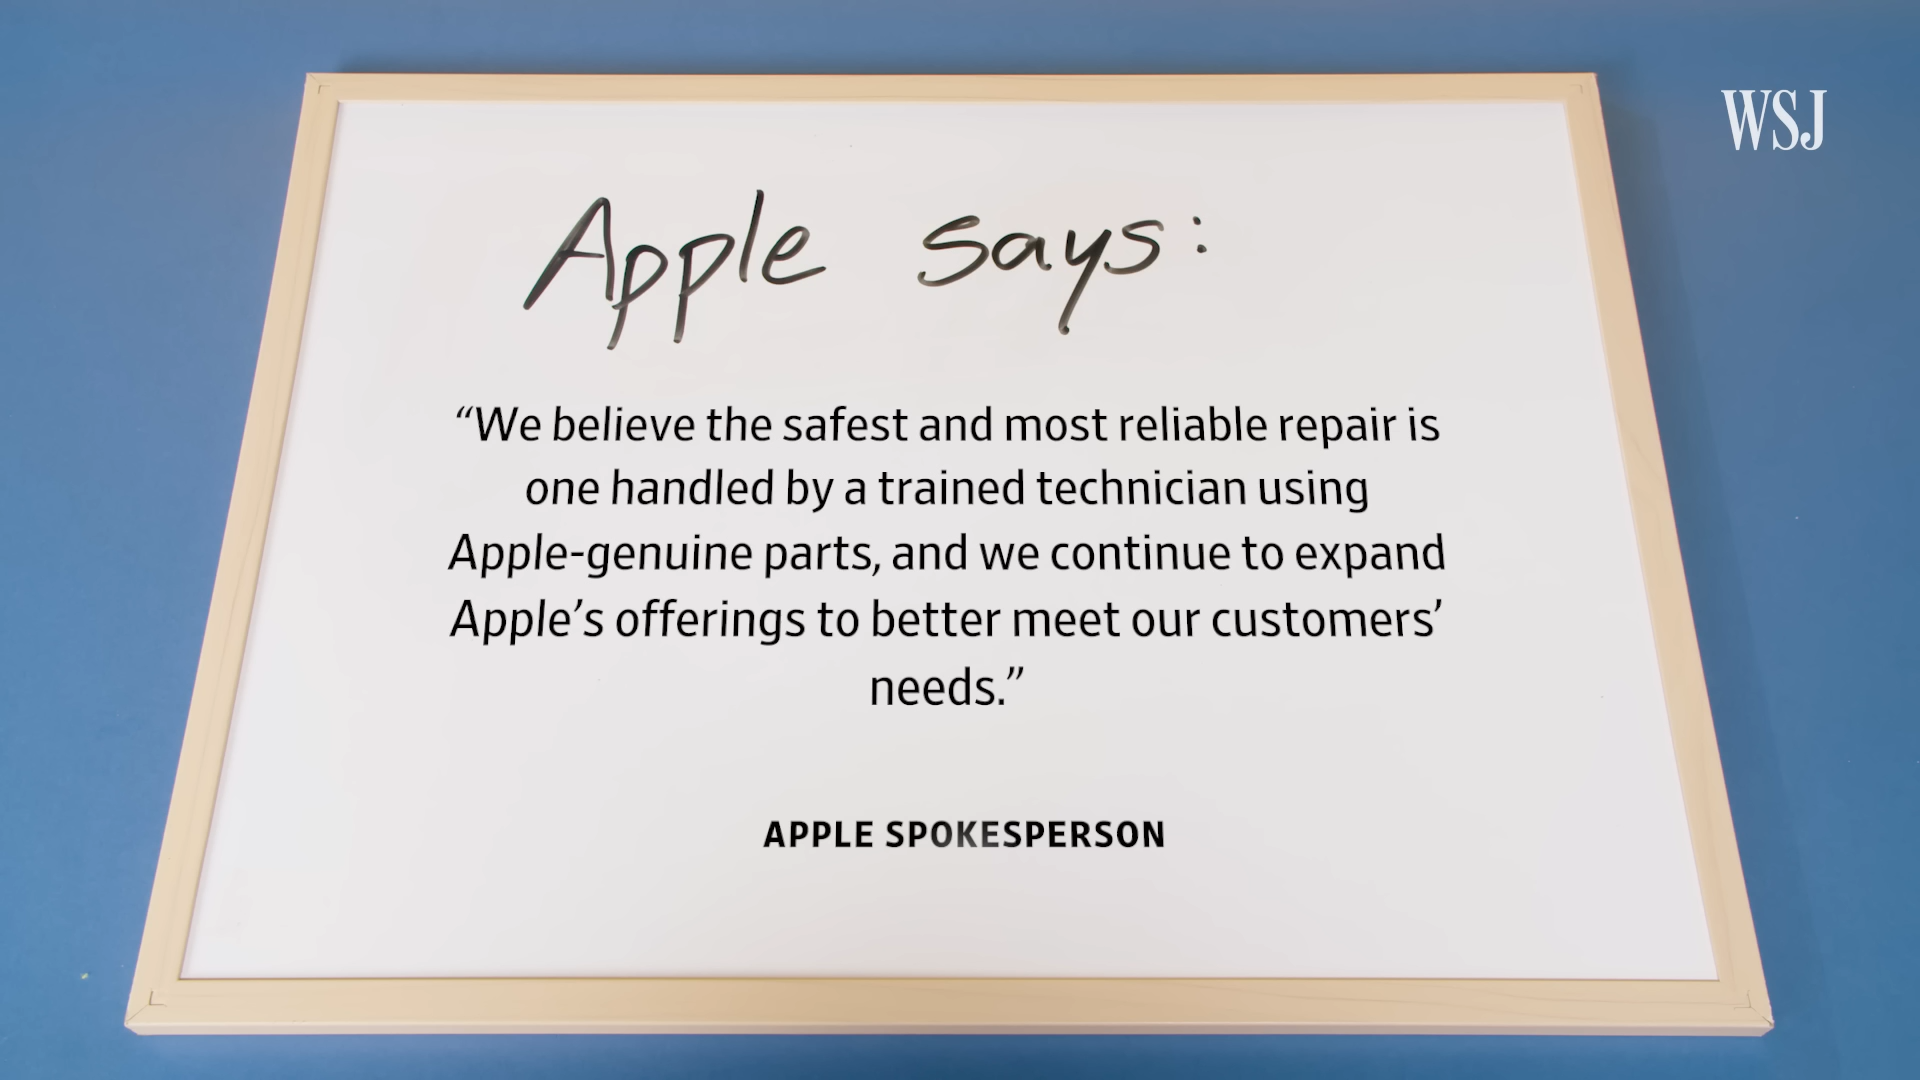 WSJ
Apple says:
“We believe the safest and most reliable repair is
one handled by a trained technician using
Apple-genuine parts, and we continue to expand
Apple’s offerings to better meet our customers’
needs.”
APPLE SPOKESPERSON